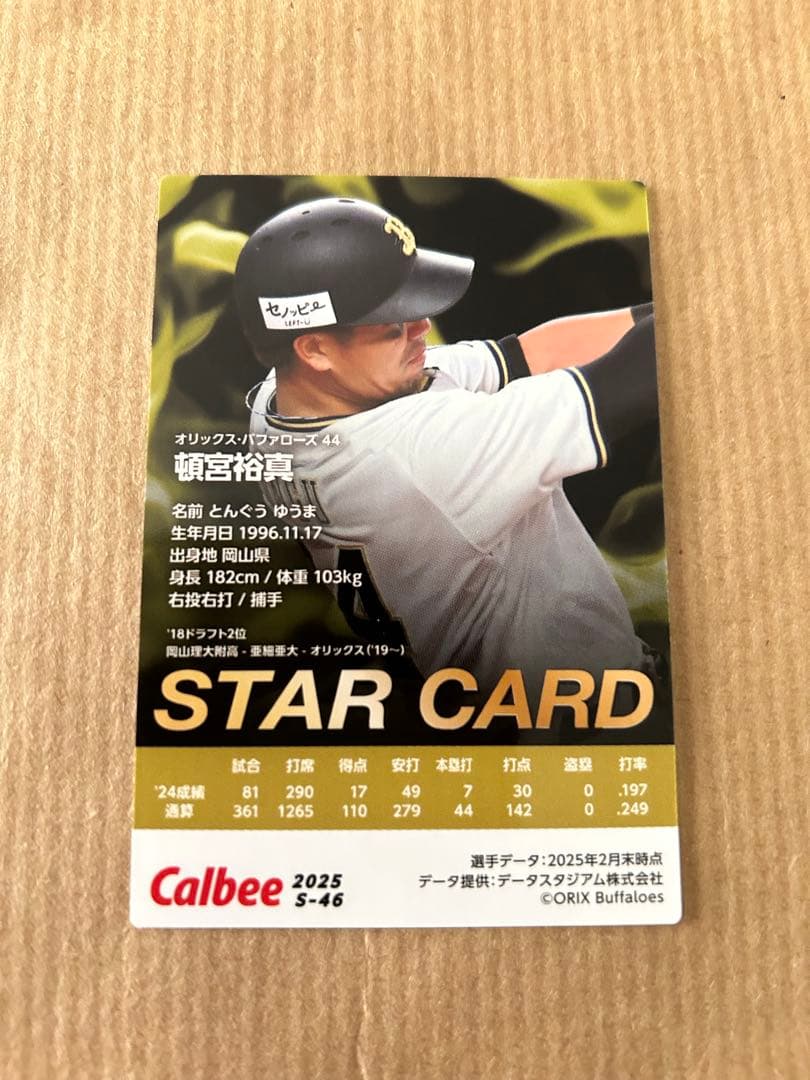 B
セノッピー
オリックス・バファローズ 44
頓宮裕真
名前 とんぐう ゆうま
生年月日 1996.11.17
出身地 岡山県
身長 182cm / 体重 103kg
右投右打 / 捕手
'18ドラフト2位
岡山理大附高 - 亜細亜大 - オリックス('19〜)
4
STAR CARD
試合 打席 得点 安打 本塁打 打点 盗塁 打率
'24成績 81 290 17 49 7 30 0 .197
通算 361 1265 110 279 44 142 0 .249
Calbee 2025 S-46
選手データ:2025年2月末時点
データ提供:データスタジアム株式会社
©ORIX Buffaloes